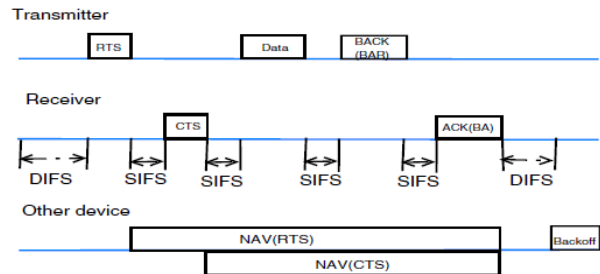 Transmitter
RTS
Data
BACK
(BAR)
Receiver
CTS
ACK(BA)
DIFS
SIFS
SIFS
SIFS
SIFS
DIFS
Other device
NAV(RTS)
Backoff
NAV(CTS)